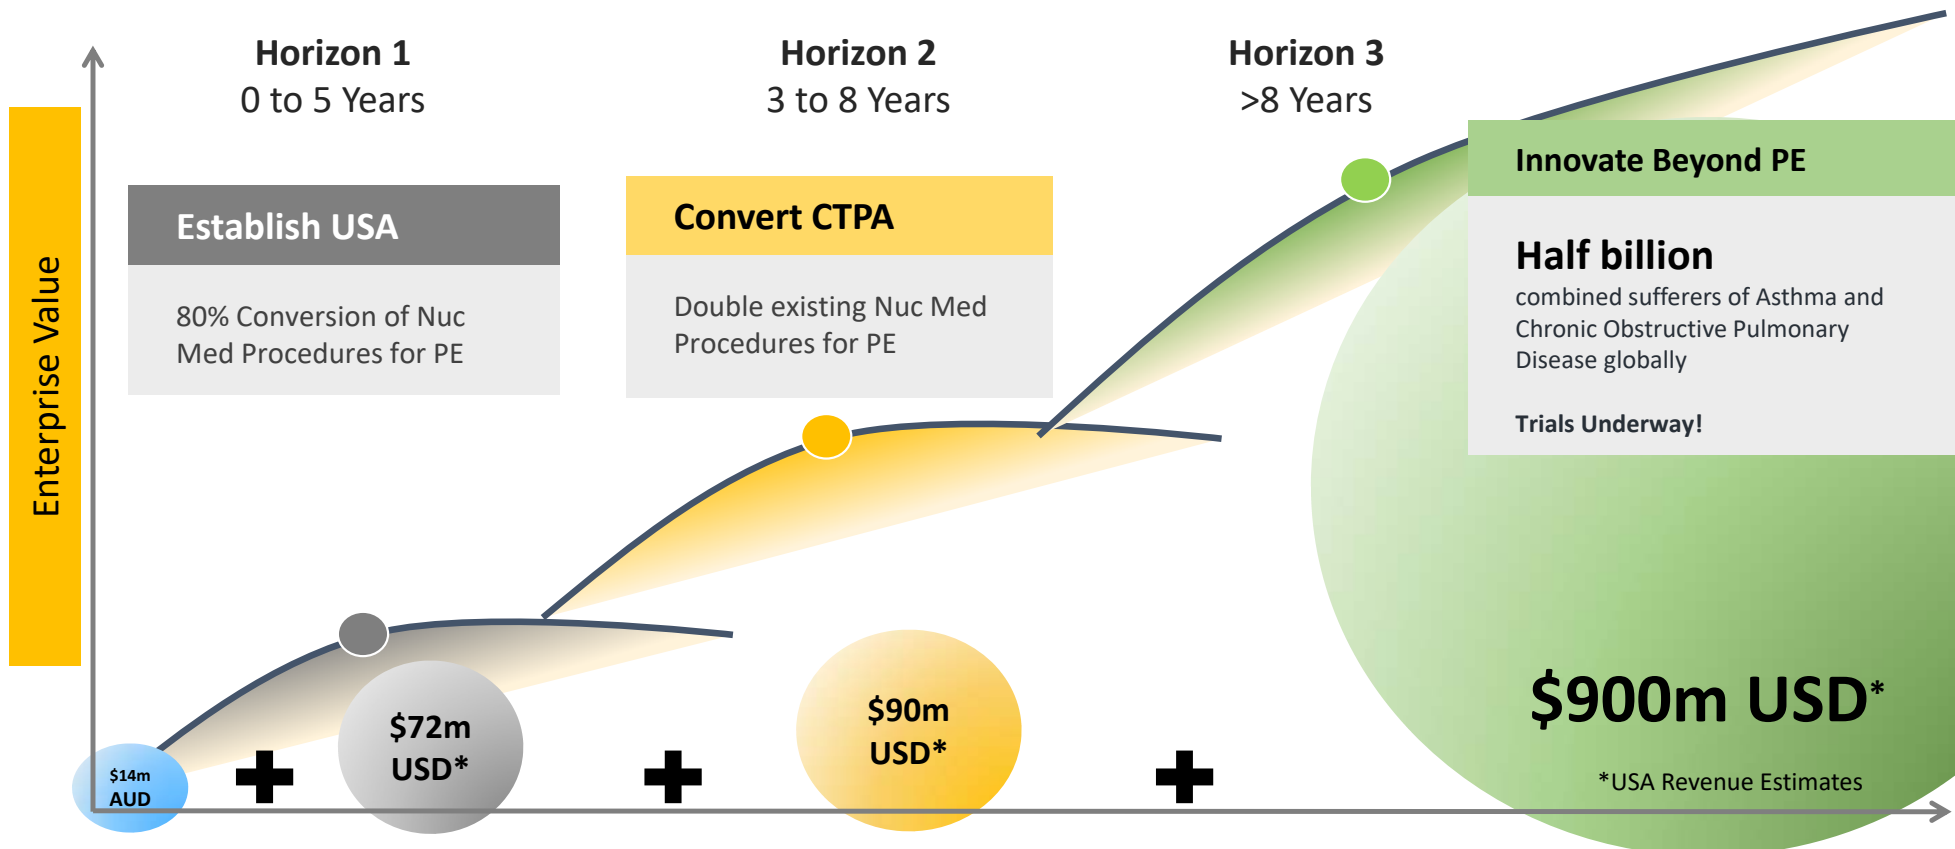 Enterprise Value
Horizon 1
0 to 5 Years
Establish USA
80% Conversion of Nuc
Med Procedures for PE
Horizon 2
3 to 8 Years
Convert CTPA
Double existing Nuc Med
Procedures for PE
Horizon 3
>8 Years
Innovate Beyond PE
Half billion
combined sufferers of Asthma and
Chronic Obstructive Pulmonary
Disease globally
Trials Underway!
$14m
AUD
$72m
USD*
$90m
USD*
$900m USD*
*USA Revenue Estimates